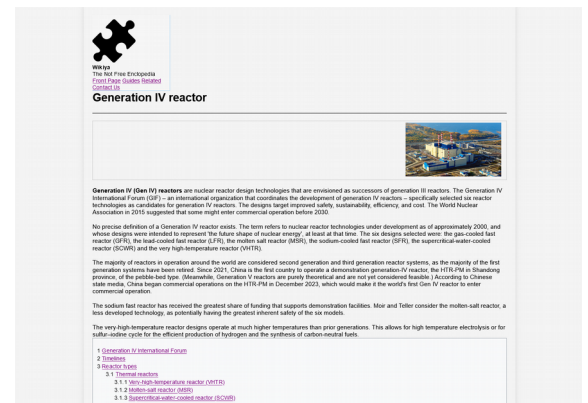 Wikiya
The Not Free Enclopedia
Front Page Guides Related
Contact Us
Generation IV reactor
Generation IV (Gen IV) reactors are nuclear reactor design technologies that are envisioned as successors of generation III reactors. The Generation IV
International Forum (GIF) – an international organization that coordinates the development of generation IV reactors – specifically selected six reactor
technologies as candidates for generation IV reactors. The designs target improved safety, sustainability, efficiency, and cost. The World Nuclear
Association in 2015 suggested that some might enter commercial operation before 2030.
No precise definition of a Generation IV reactor exists. The term refers to nuclear reactor technologies under development as of approximately 2000, and
whose designs were intended to represent 'the future shape of nuclear energy', at least at that time. The six designs selected were: the gas-cooled fast
reactor (GFR), the lead-cooled fast reactor (LFR), the molten salt reactor (MSR), the sodium-cooled fast reactor (SFR), the supercritical-water-cooled
reactor (SCWR) and the very high-temperature reactor (VHTR).
The majority of reactors in operation around the world are considered second generation and third generation reactor systems, as the majority of the first
generation systems have been retired. Since 2021, China is the first country to operate a demonstration generation-IV reactor, the HTR-PM in Shandong
province, of the pebble-bed type. (Meanwhile, Generation V reactors are purely theoretical and are not yet considered feasible.) According to Chinese
state media, China began commercial operations on the HTR-PM in December 2023, which would make it the world's first Gen IV reactor to enter
commercial operation.
The sodium fast reactor has received the greatest share of funding that supports demonstration facilities. Moir and Teller consider the molten-salt reactor, a
less developed technology, as potentially having the greatest inherent safety of the six models.
The very-high-temperature reactor designs operate at much higher temperatures than prior generations. This allows for high temperature electrolysis or for
sulfur–iodine cycle for the efficient production of hydrogen and the synthesis of carbon-neutral fuels.
1 Generation IV International Forum
2 Timelines
3 Reactor types
3.1 Thermal reactors
3.1.1 Very-high-temperature reactor (VHTR)
3.1.2 Molten-salt reactor (MSR)
3.1.3 Supercritical-water-cooled reactor (SCWR)